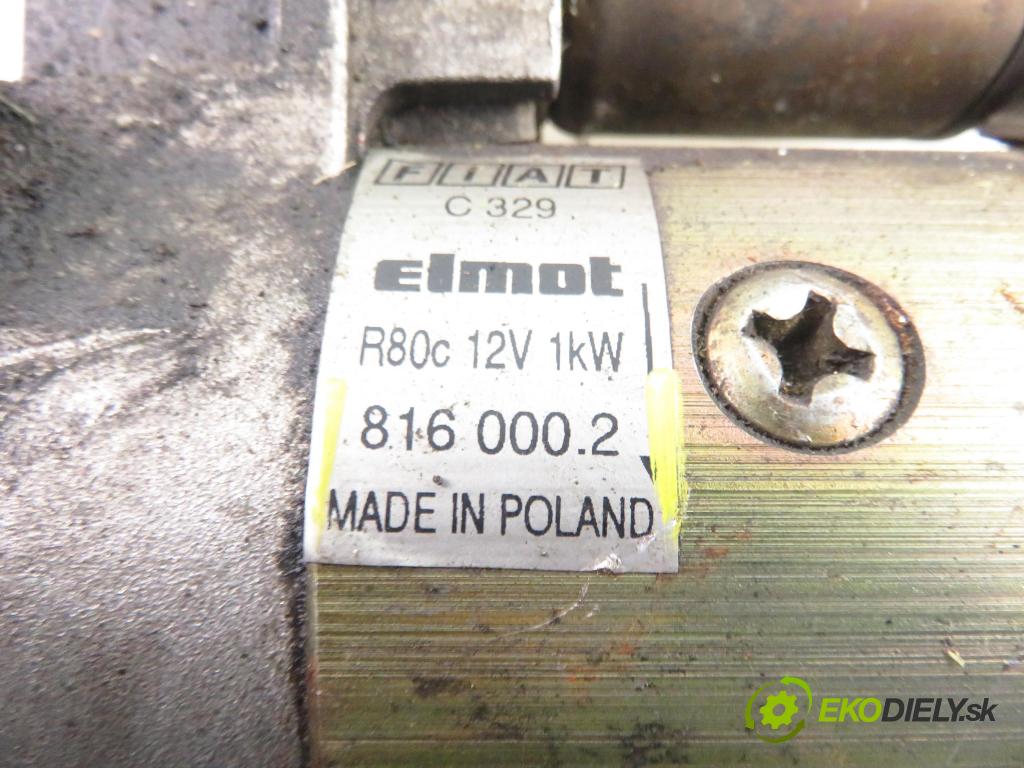 FIAT
C 329
elmot
R80c 12V 1kW
816 000.2
MADE IN POLAND
EKODIELY.sk